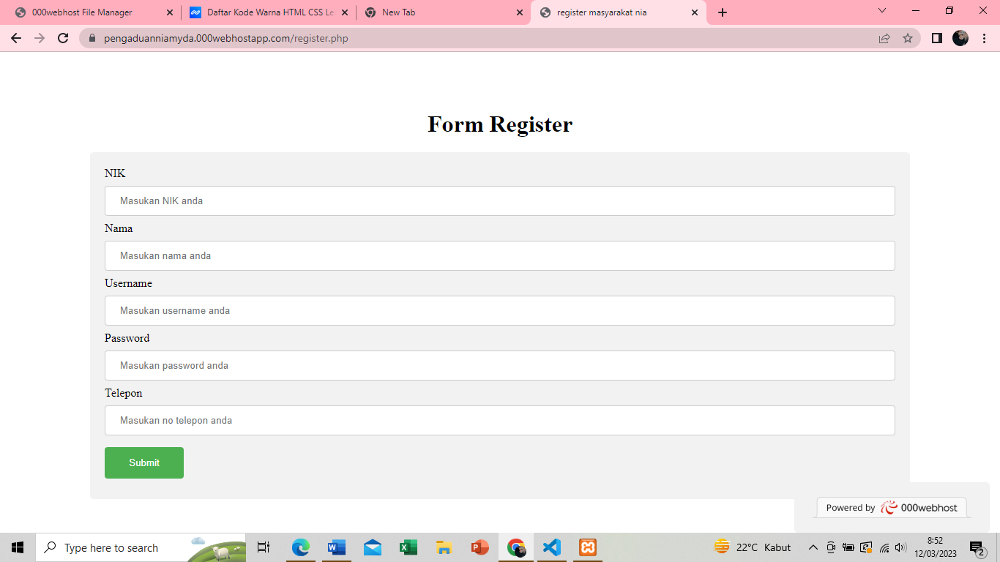 000webhost File Manager
Daftar Kode Warna HTML CSS Le
New Tab
register masyarakat nia
pengaduanniamyda.000webhostapp.com/register.php
Form Register
NIK
Masukan NIK anda
Nama
Masukan nama anda
Username
Masukan username anda
Password
Masukan password anda
Telepon
Masukan no telepon anda
Submit
Powered by 000webhost
Type here to search
22°C Kabut
8:52
12/03/2023
2